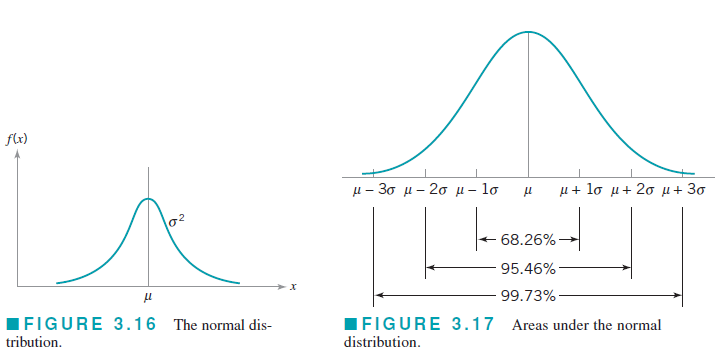 f(x)
σ²
x
μ
■ FIGURE 3.16 The normal dis-
tribution.
μ – 3σ μ – 2σ μ – 1σ μ μ + 1σ μ + 2σ μ + 3σ
68.26%
95.46%
99.73%
■ FIGURE 3.17 Areas under the normal
distribution.